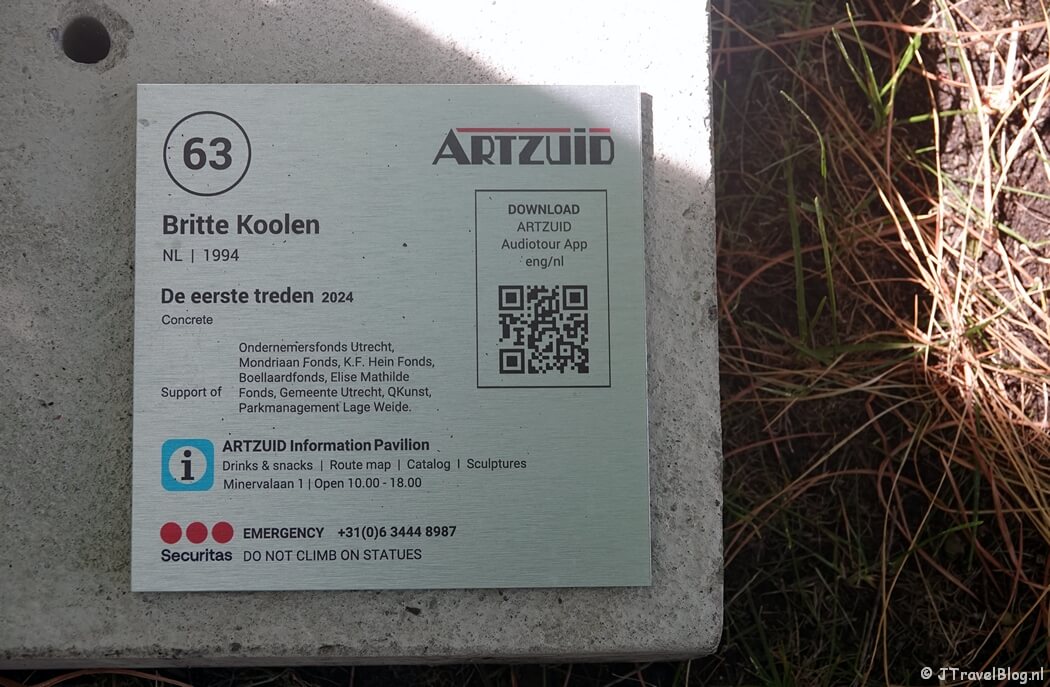 63
ARTZUID
Britte Koolen
NL | 1994
De eerste treden 2024
Concrete
DOWNLOAD
ARTZUID
Audiotour App
eng/nl
Support of
Ondernemersfonds Utrecht,
Mondriaan Fonds, K.F. Hein Fonds,
Boellaardfonds, Elise Mathilde
Fonds, Gemeente Utrecht, QKunst,
Parkmanagement Lage Weide.
i
ARTZUID Information Pavilion
Drinks & snacks | Route map | Catalog | Sculptures
Minervalaan 1 | Open 10.00 - 18.00
Securitas
EMERGENCY +31(0)6 3444 8987
DO NOT CLIMB ON STATUES
© JTravelBlog.nl